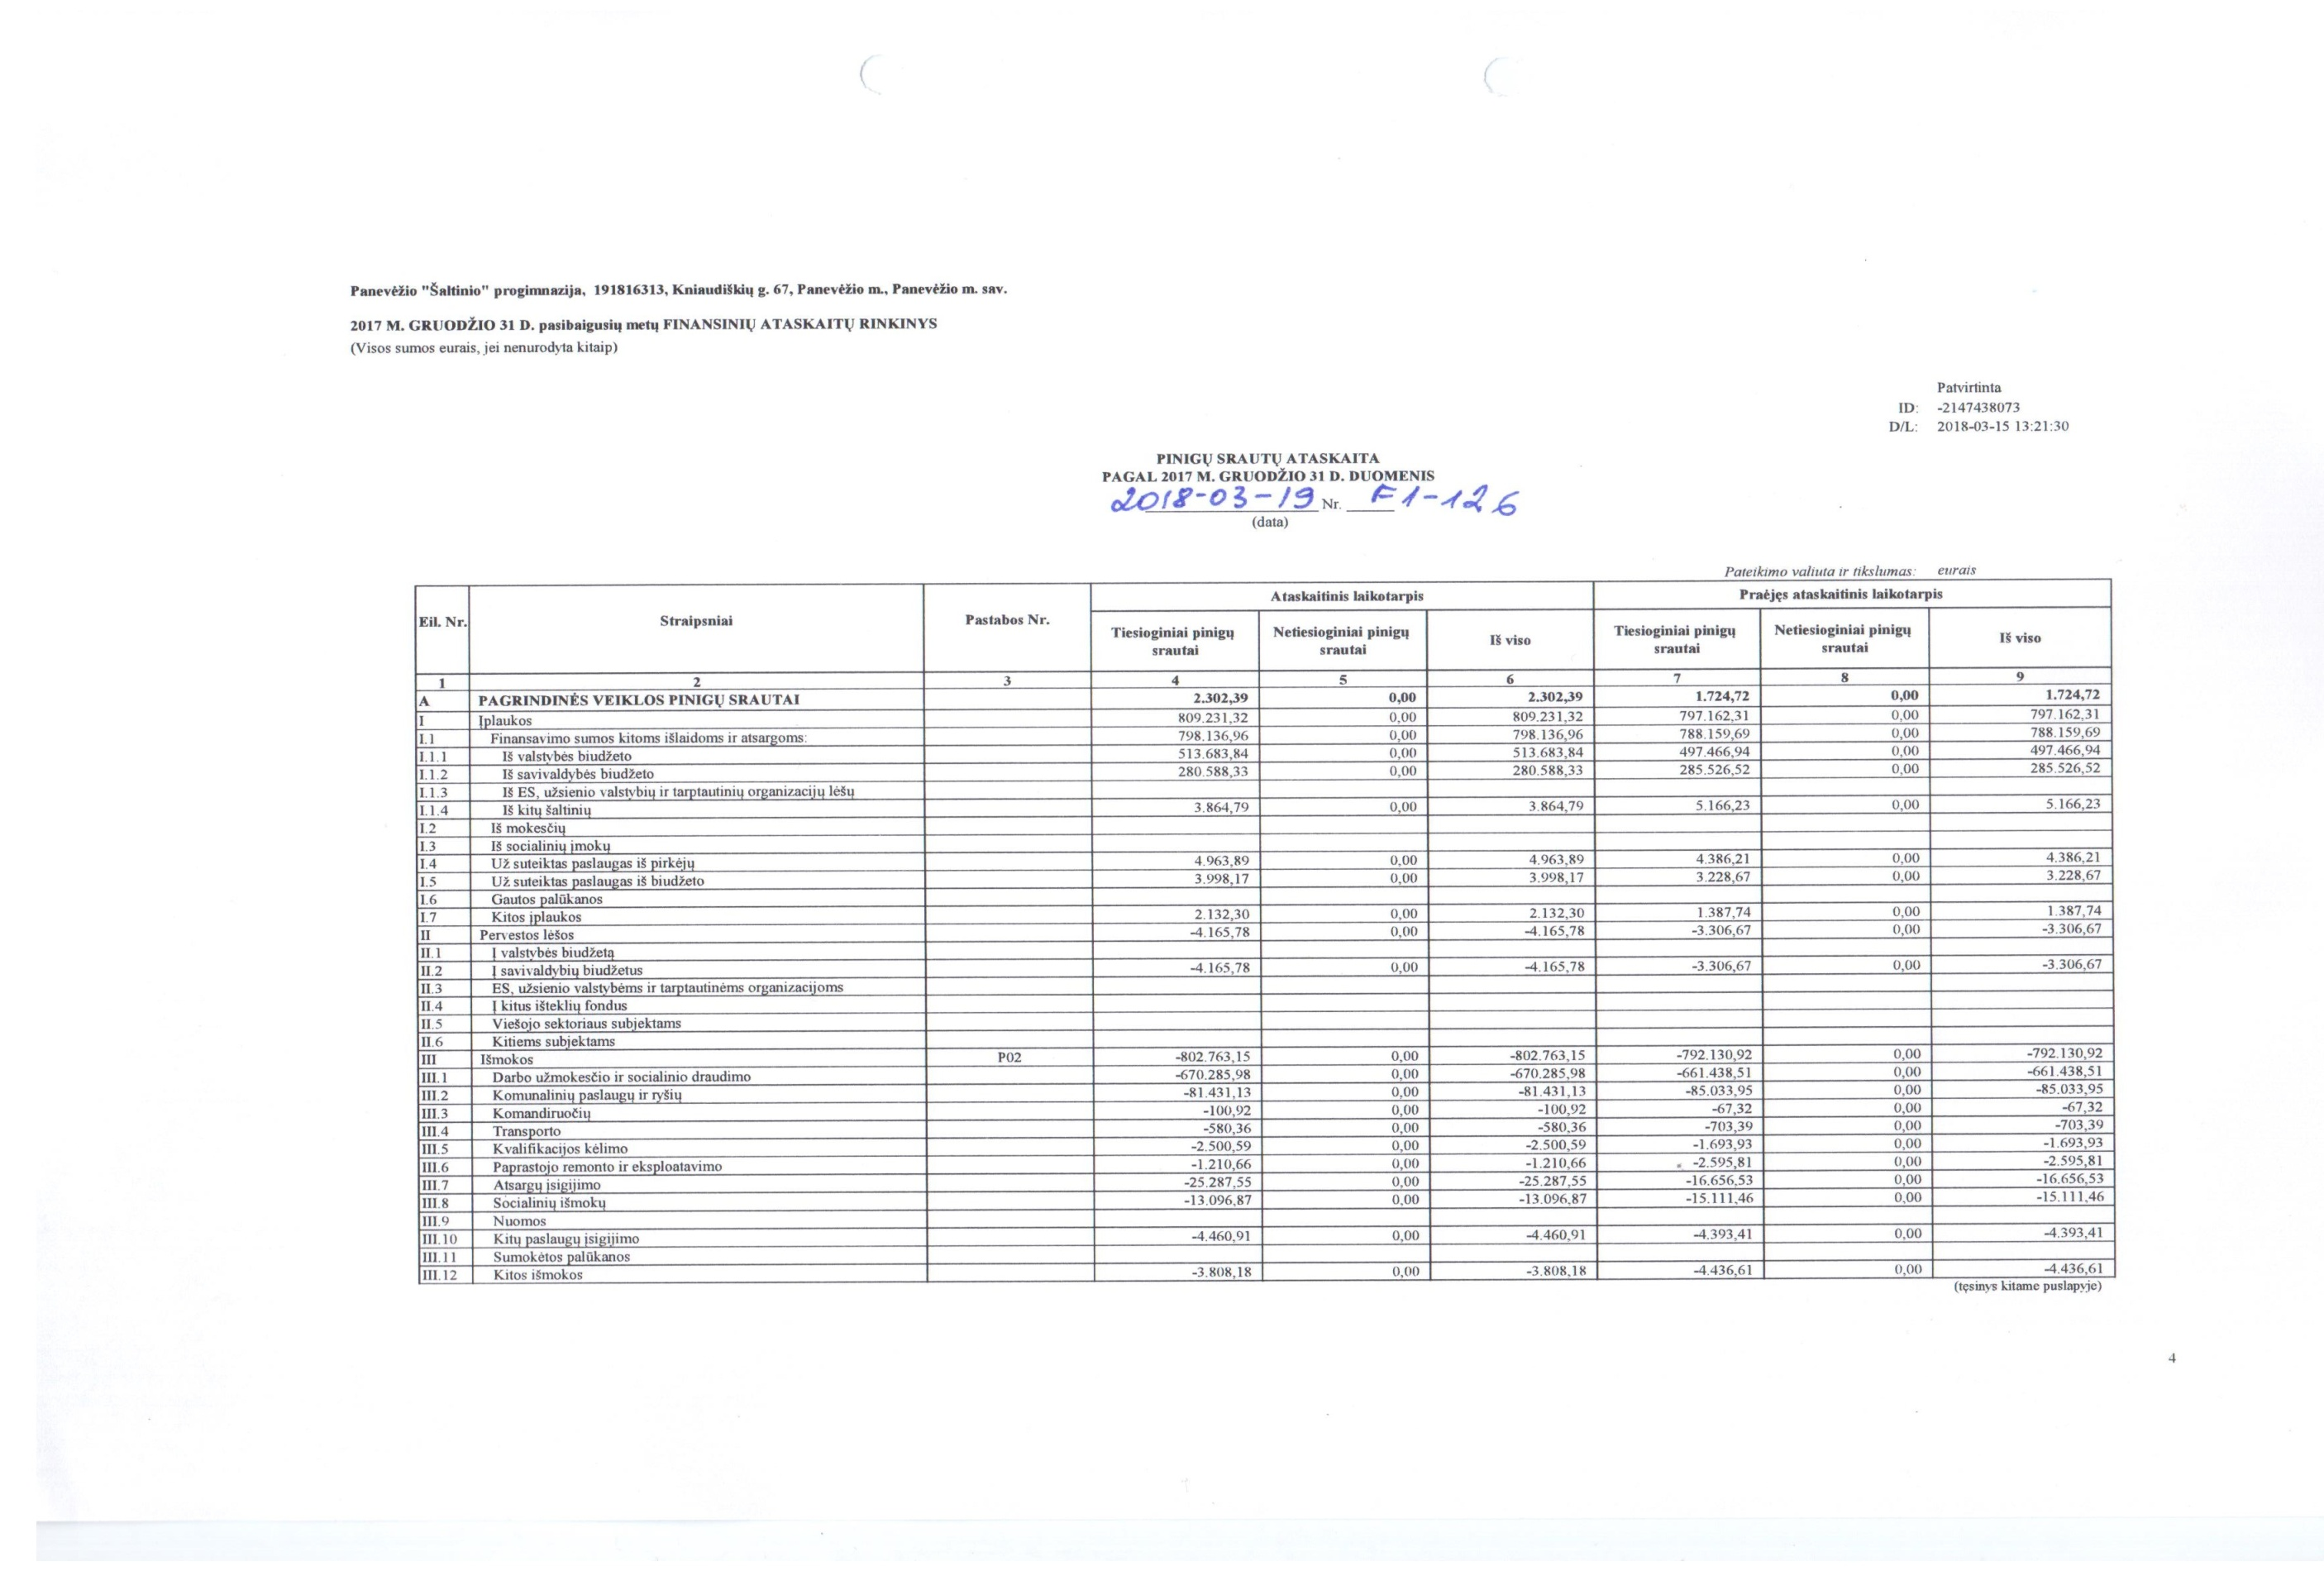 Panevėžio "Šaltinio" progimnazija, 191816313, Kniaudiškių g. 67, Panevėžio m., Panevėžio m. sav.
2017 M. GRUODŽIO 31 D. pasibaigusių metų FINANSINIŲ ATASKAITŲ RINKINYS
(Visos sumos eurais, jei nenurodyta kitaip)
Patvirtinta
ID: -2147438073
D/L: 2018-03-15 13:21:30
PINIGŲ SRAUTŲ ATASKAITA
PAGAL 2017 M. GRUODŽIO 31 D. DUOMENIS
2018-03-19 Nr. F1-126
(data)
Pateikimo valiuta ir tikslumas: eurais
Eil. Nr. Straipsniai Pastabos Nr. Ataskaitinis laikotarpis Praėjęs ataskaitinis laikotarpis
Tiesioginiai pinigų srautai Netiesioginiai pinigų srautai Iš viso Tiesioginiai pinigų srautai Netiesioginiai pinigų srautai Iš viso
1 2 3 4 5 6 7 8 9
A PAGRINDINĖS VEIKLOS PINIGŲ SRAUTAI 2.302,39 0,00 2.302,39 1.724,72 0,00 1.724,72
I Įplaukos 809.231,32 0,00 809.231,32 797.162,31 0,00 797.162,31
I.1 Finansavimo sumos kitoms išlaidoms ir atsargoms: 798.136,96 0,00 798.136,96 788.159,69 0,00 788.159,69
I.1.1 Iš valstybės biudžeto 513.683,84 0,00 513.683,84 497.466,94 0,00 497.466,94
I.1.2 Iš savivaldybės biudžeto 280.588,33 0,00 280.588,33 285.526,52 0,00 285.526,52
I.1.3 Iš ES, užsienio valstybių ir tarptautinių organizacijų lėšų
I.1.4 Iš kitų šaltinių 3.864,79 0,00 3.864,79 5.166,23 0,00 5.166,23
I.2 Iš mokesčių
I.3 Iš socialinių įmokų
I.4 Už suteiktas paslaugas iš pirkėjų 4.963,89 0,00 4.963,89 4.386,21 0,00 4.386,21
I.5 Už suteiktas paslaugas iš biudžeto 3.998,17 0,00 3.998,17 3.228,67 0,00 3.228,67
I.6 Gautos palūkanos
I.7 Kitos įplaukos 2.132,30 0,00 2.132,30 1.387,74 0,00 1.387,74
II Pervestos lėšos -4.165,78 0,00 -4.165,78 -3.306,67 0,00 -3.306,67
II.1 Į valstybės biudžetą
II.2 Į savivaldybių biudžetus -4.165,78 0,00 -4.165,78 -3.306,67 0,00 -3.306,67
II.3 ES, užsienio valstybėms ir tarptautinėms organizacijoms
II.4 Į kitus išteklių fondus
II.5 Viešojo sektoriaus subjektams
II.6 Kitiems subjektams
III Išmokos P02 -802.763,15 0,00 -802.763,15 -792.130,92 0,00 -792.130,92
III.1 Darbo užmokesčio ir socialinio draudimo -670.285,98 0,00 -670.285,98 -661.438,51 0,00 -661.438,51
III.2 Komunalinių paslaugų ir ryšių -81.431,13 0,00 -81.431,13 -85.033,95 0,00 -85.033,95
III.3 Komandiruočių -100,92 0,00 -100,92 -67,32 0,00 -67,32
III.4 Transporto -580,36 0,00 -580,36 -703,39 0,00 -703,39
III.5 Kvalifikacijos kėlimo -2.500,59 0,00 -2.500,59 -1.693,93 0,00 -1.693,93
III.6 Paprastojo remonto ir eksploatavimo -1.210,66 0,00 -1.210,66 -2.595,81 0,00 -2.595,81
III.7 Atsargų įsigijimo -25.287,55 0,00 -25.287,55 -16.656,53 0,00 -16.656,53
III.8 Socialinių išmokų -13.096,87 0,00 -13.096,87 -15.111,46 0,00 -15.111,46
III.9 Nuomos
III.10 Kitų paslaugų įsigijimo -4.460,91 0,00 -4.460,91 -4.393,41 0,00 -4.393,41
III.11 Sumokėtos palūkanos
III.12 Kitos išmokos -3.808,18 0,00 -3.808,18 -4.436,61 0,00 -4.436,61
(tęsinys kitame puslapyje)
4